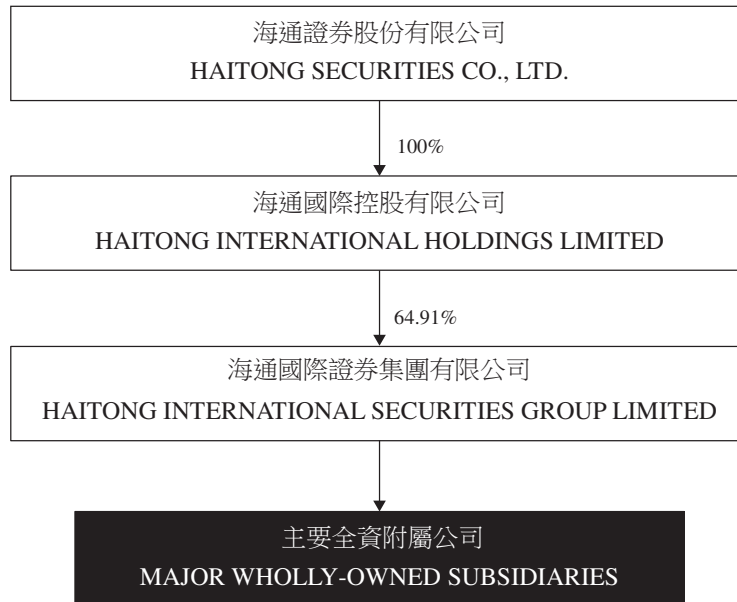 海通證券股份有限公司
HAITONG SECURITIES CO., LTD.
100%
海通國際控股有限公司
HAITONG INTERNATIONAL HOLDINGS LIMITED
64.91%
海通國際證券集團有限公司
HAITONG INTERNATIONAL SECURITIES GROUP LIMITED
主要全資附屬公司
MAJOR WHOLLY-OWNED SUBSIDIARIES